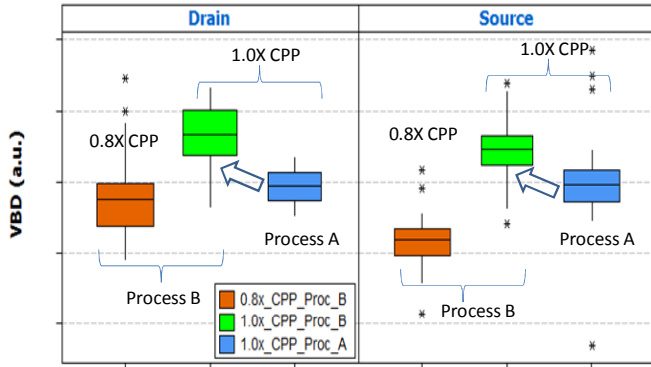 Drain
Source
1.0X CPP
1.0X CPP
0.8X CPP
0.8X CPP
VBD (a.u.)
Process A
Process A
Process B
Process B
0.8x_CPP_Proc_B
1.0x_CPP_Proc_B
1.0x_CPP_Proc_A